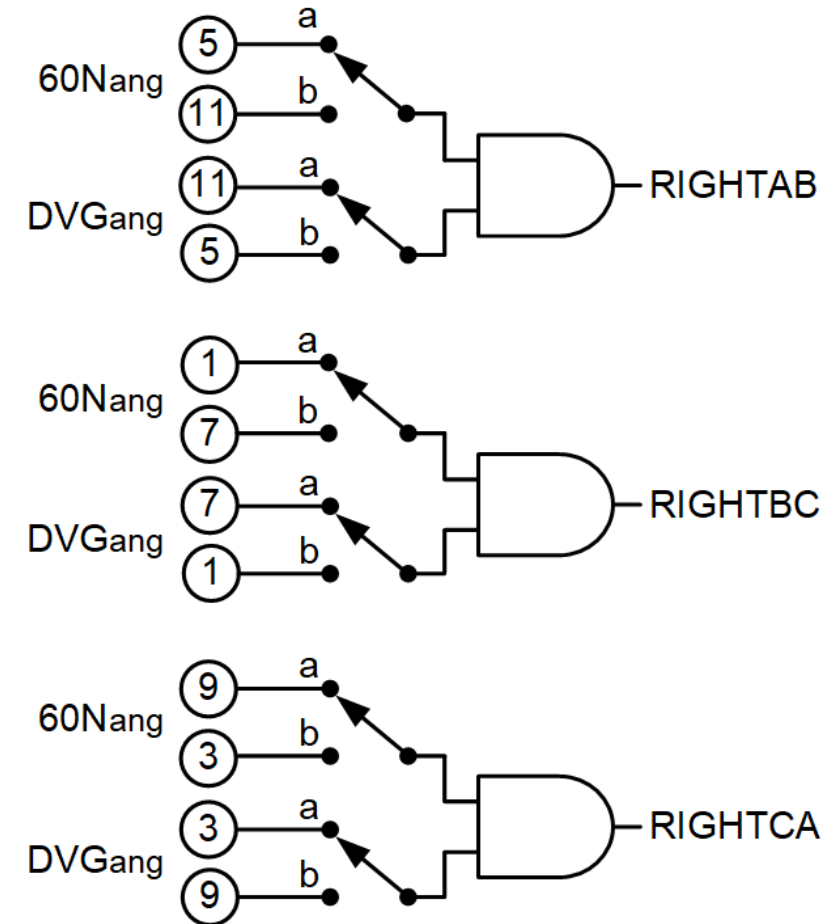 5 a
60Nang
11 b
RIGHTAB
11 a
DVGang
5 b
1 a
60Nang
7 b
RIGHTBC
7 a
DVGang
1 b
9 a
60Nang
3 b
RIGHTCA
3 a
DVGang
9 b